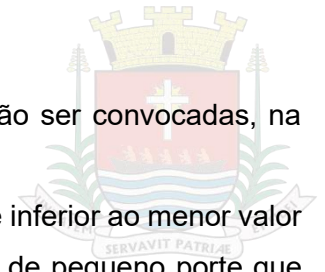 ão ser convocadas, na
e inferior ao menor valor
SERVAVIT PATRIAE
de pequeno porte que